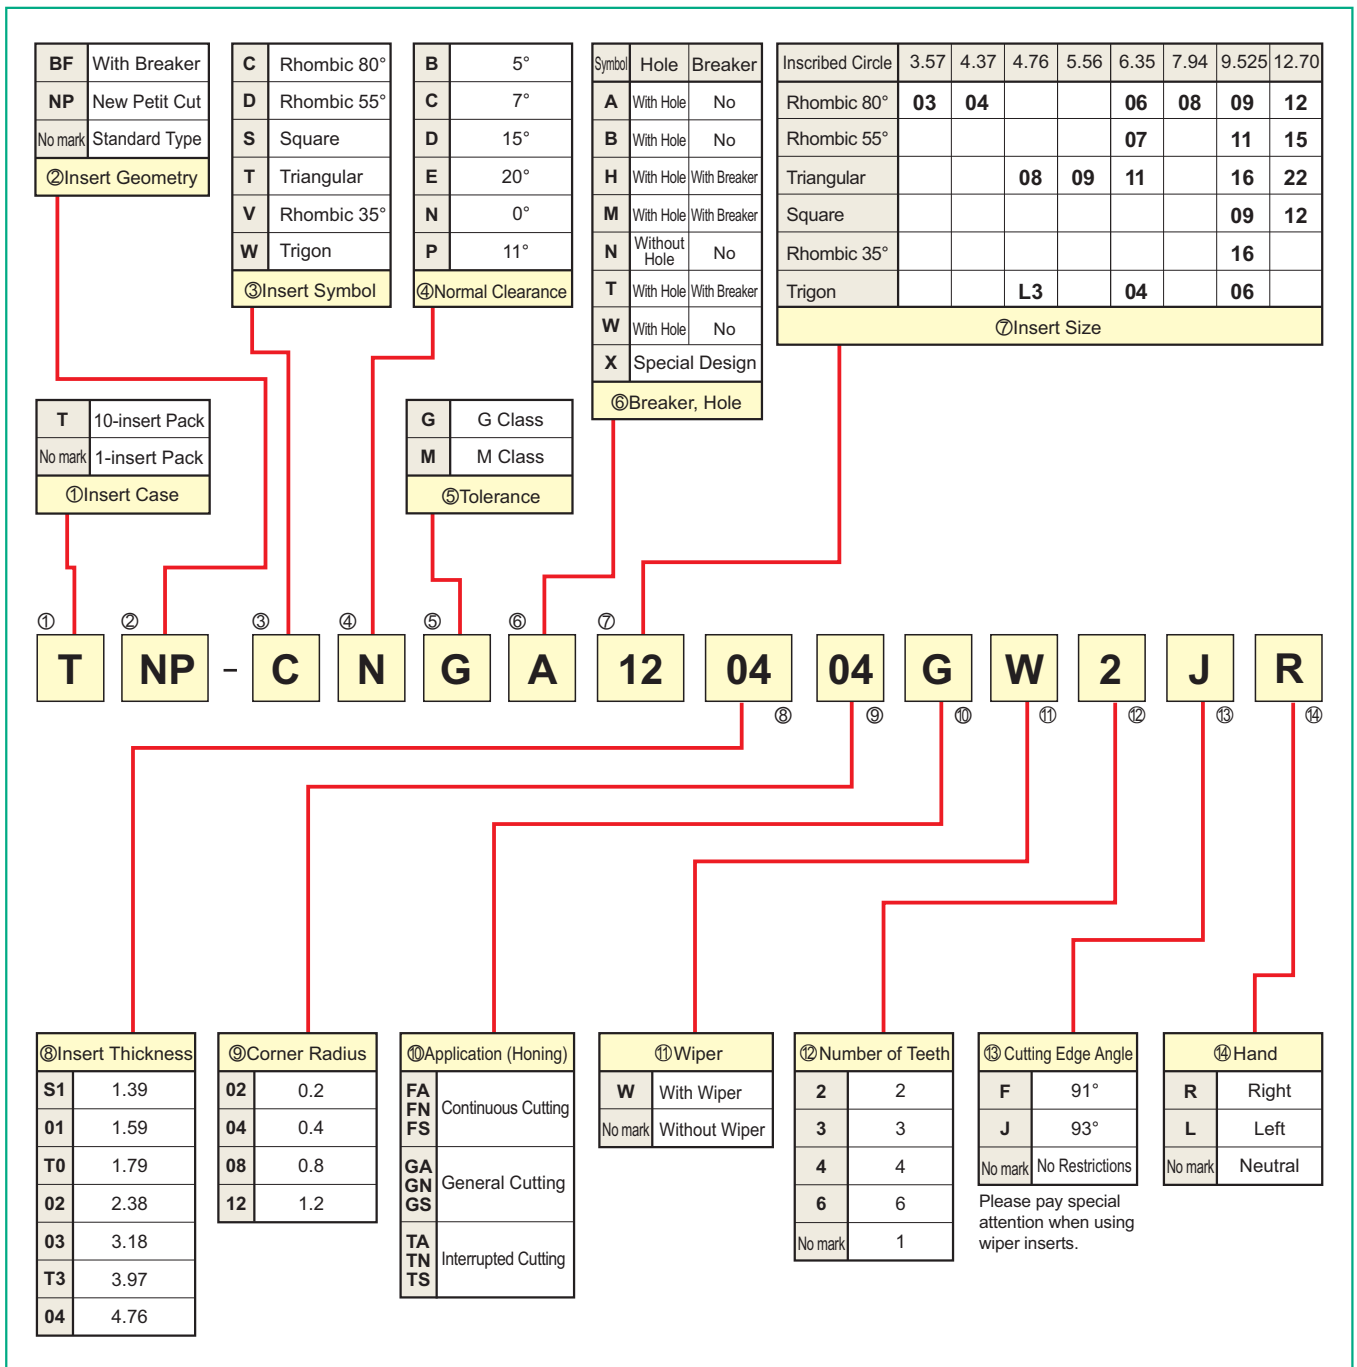 BF With Breaker
NP New Petit Cut
No mark Standard Type
②Insert Geometry
C Rhombic 80°
D Rhombic 55°
S Square
T Triangular
V Rhombic 35°
W Trigon
③Insert Symbol
B 5°
C 7°
D 15°
E 20°
N 0°
P 11°
④Normal Clearance
Symbol Hole Breaker
A With Hole No
B With Hole No
H With Hole With Breaker
M With Hole With Breaker
N Without Hole No
T With Hole With Breaker
W With Hole No
X Special Design
⑥Breaker, Hole
Inscribed Circle 3.57 4.37 4.76 5.56 6.35 7.94 9.525 12.70
Rhombic 80° 03 04 06 08 09 12
Rhombic 55° 07 11 15
Triangular 08 09 11 16 22
Square 09 12
Rhombic 35° 16
Trigon L3 04 06
⑦Insert Size
T 10-insert Pack
No mark 1-insert Pack
①Insert Case
G G Class
M M Class
⑤Tolerance
① ② ③ ④ ⑤ ⑥ ⑦
T NP - C N G A 12 04 04 G W 2 J R
⑧ ⑨ ⑩ ⑪ ⑫ ⑬ ⑭
⑧Insert Thickness
S1 1.39
01 1.59
T0 1.79
02 2.38
03 3.18
T3 3.97
04 4.76
⑨Corner Radius
02 0.2
04 0.4
08 0.8
12 1.2
⑩Application (Honing)
FA
FN Continuous Cutting
FS
GA
GN General Cutting
GS
TA
TN Interrupted Cutting
TS
⑪Wiper
W With Wiper
No mark Without Wiper
⑫Number of Teeth
2 2
3 3
4 4
6 6
No mark 1
⑬Cutting Edge Angle
F 91°
J 93°
No mark No Restrictions
Please pay special
attention when using
wiper inserts.
⑭Hand
R Right
L Left
No mark Neutral